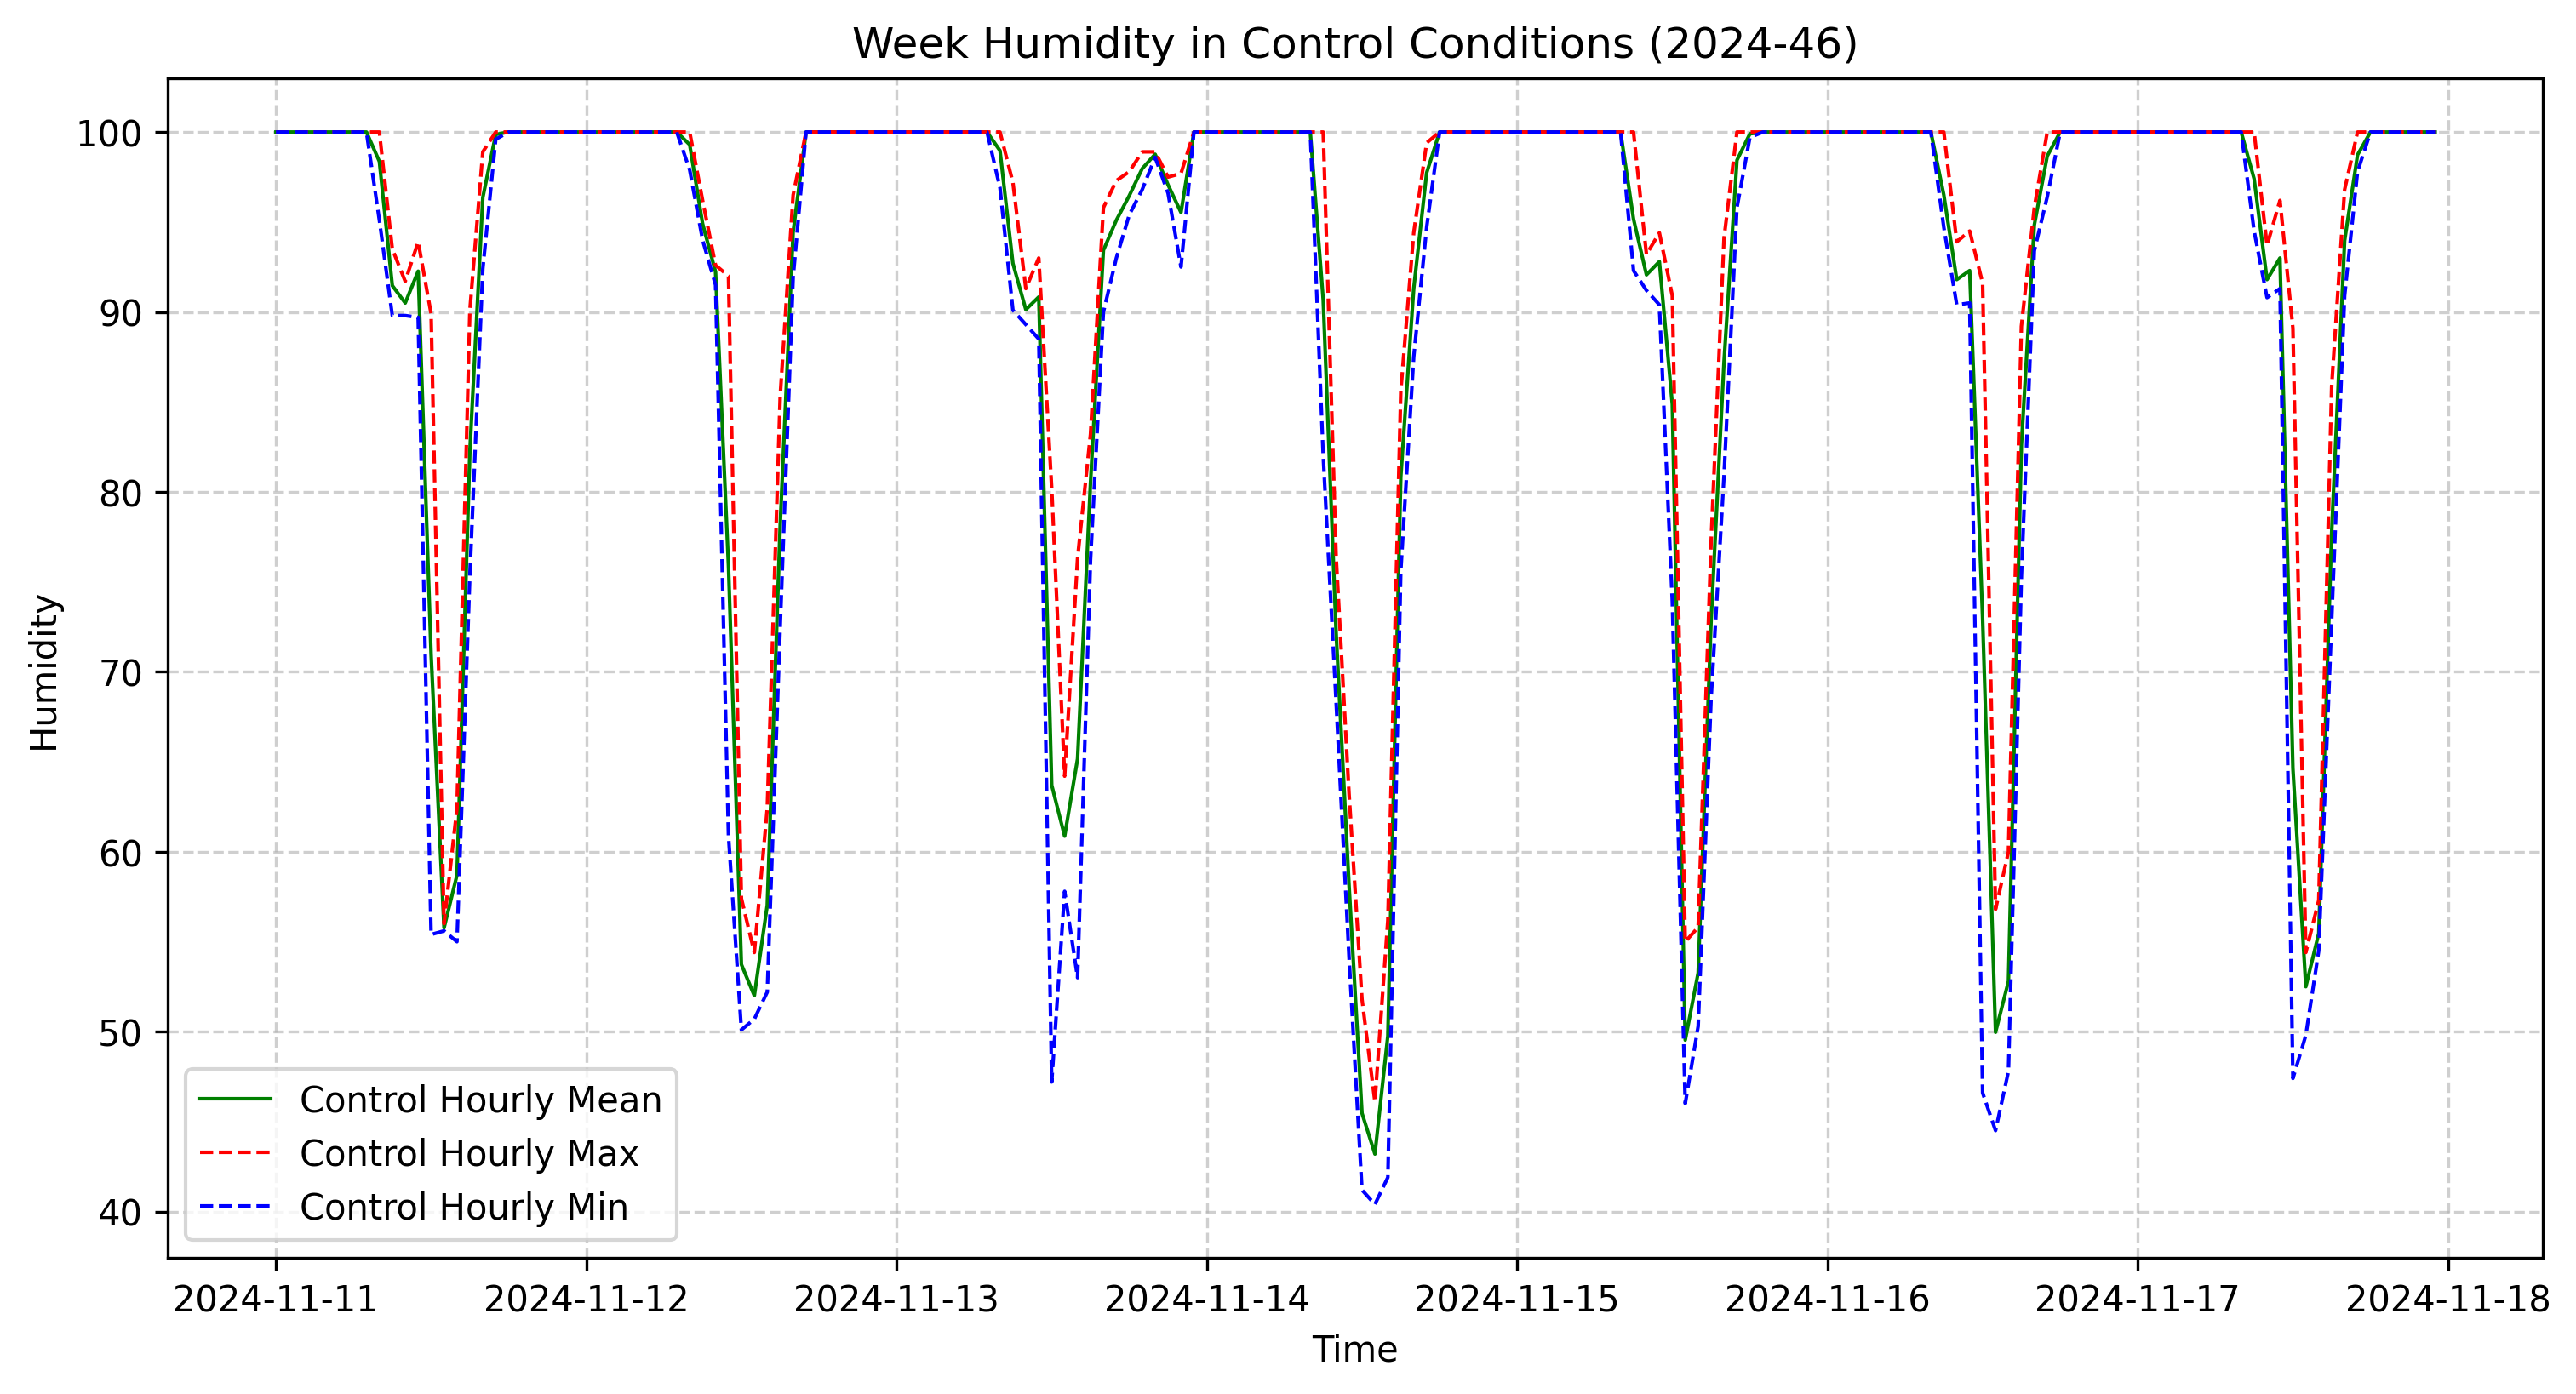 Week Humidity in Control Conditions (2024-46)
100
90
80
70
60
50
40
Humidity
Control Hourly Mean
Control Hourly Max
Control Hourly Min
2024-11-11
2024-11-12
2024-11-13
2024-11-14
2024-11-15
2024-11-16
2024-11-17
2024-11-18
Time